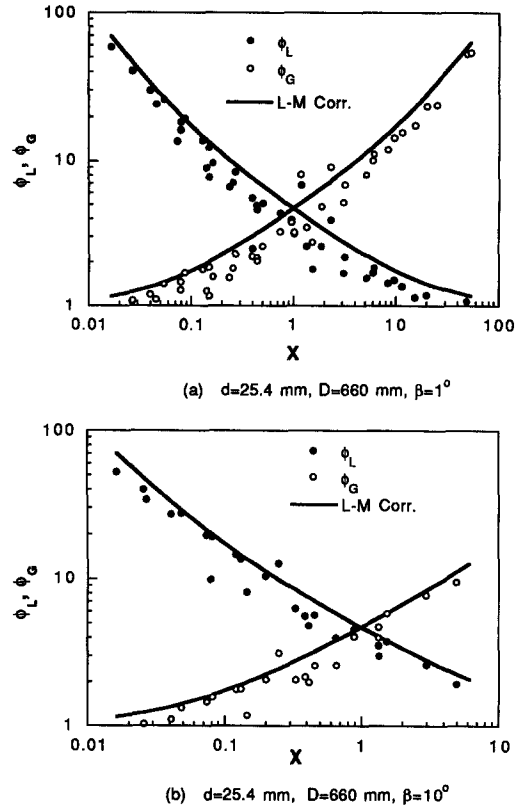 100
10
1
ϕL, ϕG
ϕL
ϕG
L-M Corr.
0.01 0.1 1 10 100
X
(a) d=25.4 mm, D=660 mm, β=1°
100
10
1
ϕL, ϕG
ϕL
ϕG
L-M Corr.
0.01 0.1 1 10
X
(b) d=25.4 mm, D=660 mm, β=10°